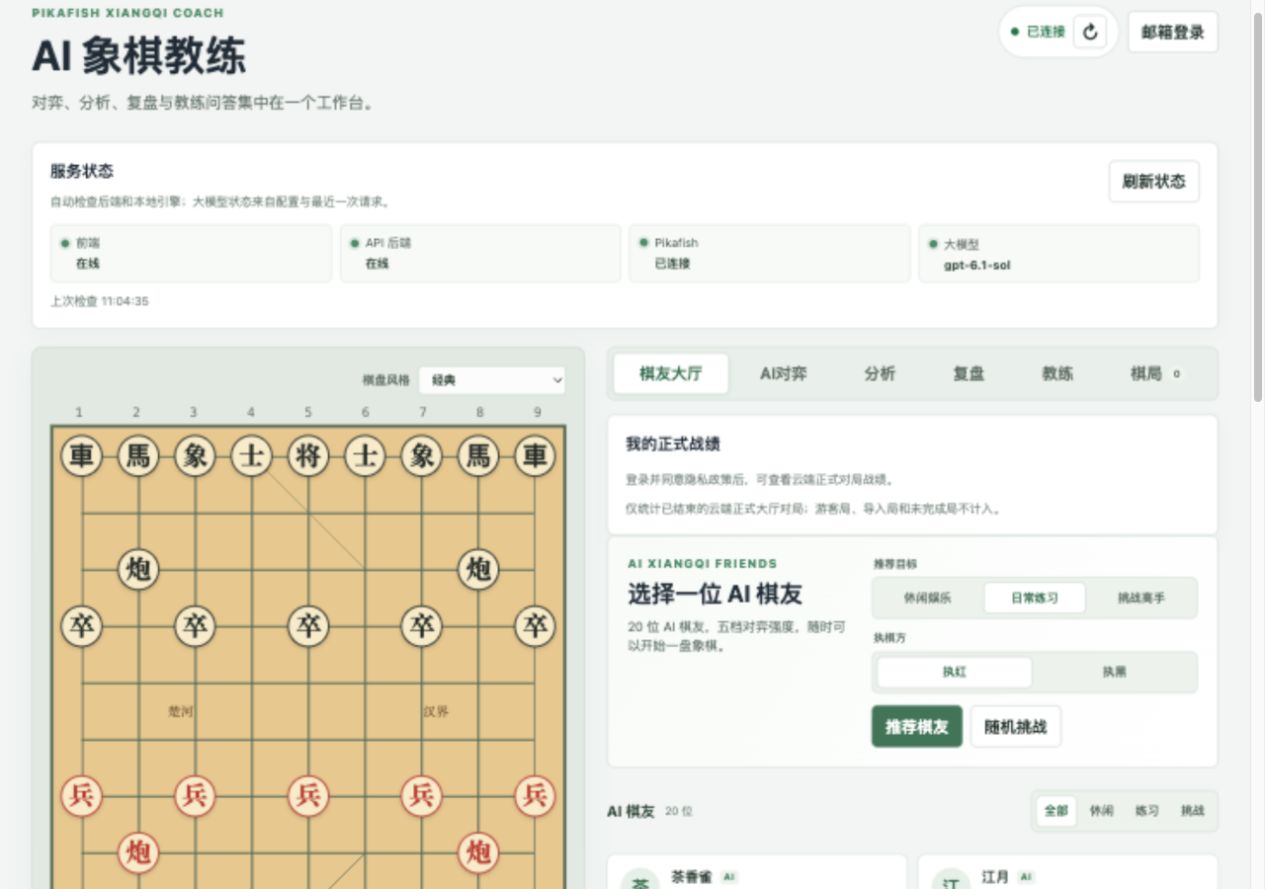 PIKAFISH XIANGQI COACH
AI 象棋教练
对弈、分析、复盘与教练问答集中在一个工作台。
已连接
邮箱登录
服务状态
自动检查后端和本地引擎；大模型状态来自配置与最近一次请求。
刷新状态
前端
在线
API 后端
在线
Pikafish
已连接
大模型
gpt-6.1-sol
上次检查 11:04:35
棋盘风格 经典
1 2 3 4 5 6 7 8 9
車 馬 象 士 将 士 象 馬 車
炮 炮
卒 卒 卒 卒 卒
楚河 汉界
兵 兵 兵 兵 兵
炮 炮
棋友大厅 AI对弈 分析 复盘 教练 棋局 0
我的正式战绩
登录并同意隐私政策后，可查看云端正式对局战绩。
仅统计已结束的云端正式大厅对局；游客局、导入局和未完成局不计入。
AI XIANGQI FRIENDS
选择一位 AI 棋友
20 位 AI 棋友，五档对弈强度，随时可
以开始一盘象棋。
推荐目标
休闲娱乐 日常练习 挑战高手
执棋方
执红 执黑
推荐棋友 随机挑战
AI 棋友 20 位
全部 休闲 练习 挑战
茶 茶香雀 AI
江 江月 AI